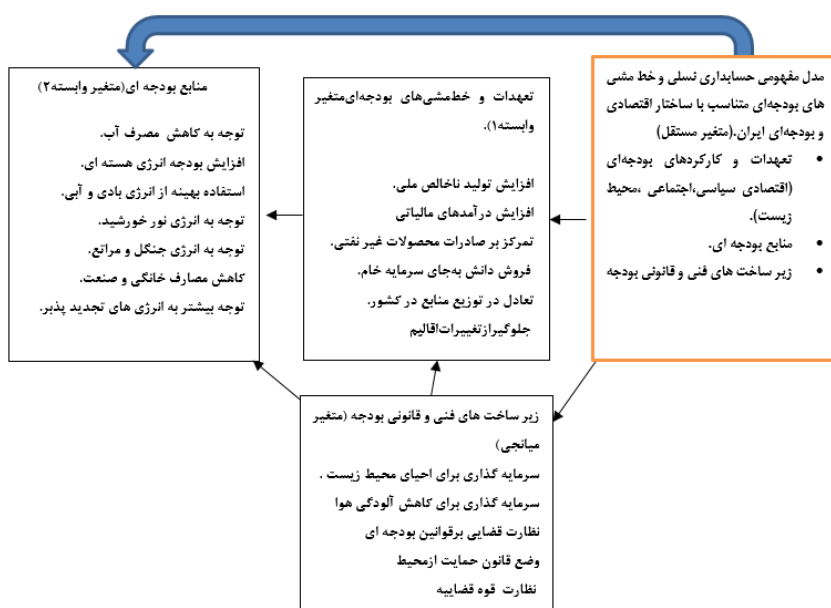 مدل مفهومی حسابداری نسلی و خط مشی
های بودجه‌ای متناسب با ساختار اقتصادی
و بودجه‌ای ایران.(متغیر مستقل)
• تعهدات و کارکردهای بودجه‌ای
(اقتصادی سیاسی،اجتماعی ،محیط
زیست).
• منابع بودجه ای.
• زیر ساخت های فنی و قانونی بودجه
تعهدات و خط‌مشی‌های بودجه‌ای‌متغیر
وابسته۱).
افزایش تولید ناخالص ملی.
افزایش درآمدهای مالیاتی
تمرکز بر صادرات محصولات غیر نفتی.
فروش دانش به‌جای سرمایه خام.
تعادل در توزیع منابع در کشور.
جلوگیرازتغییرات‌اقالیم
منابع بودجه ای(متغیر وابسته۲)
توجه به کاهش مصرف آب.
افزایش بودجه انرژی هسته ای.
استفاده بهینه از انرژی بادی و آبی.
توجه به انرژی نور خورشید.
توجه به انرژی جنگل و مراتع.
کاهش مصارف خانگی و صنعت.
توجه بیشتر به انرژی های تجدید پذیر.
زیر ساخت های فنی و قانونی بودجه (متغیر
میانجی)
سرمایه گذاری برای احیای محیط زیست .
سرمایه گذاری برای کاهش آلودگی هوا
نظارت قضایی برقوانین بودجه ای
وضع قانون حمایت ازمحیط
نظارت قوه قضاییه